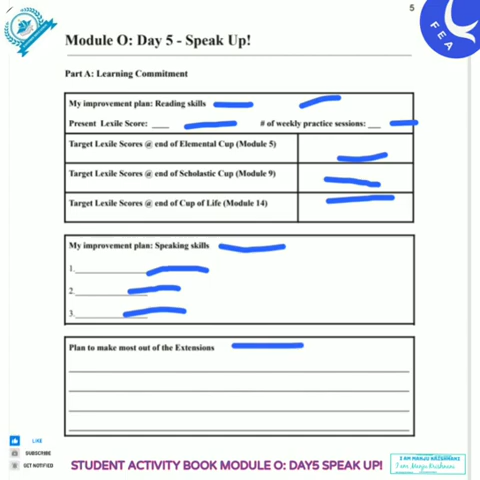 5
FEA
Module O: Day 5 - Speak Up!
Part A: Learning Commitment
My improvement plan: Reading skills
Present Lexile Score: ____ # of weekly practice sessions: ___
Target Lexile Scores @ end of Elemental Cup (Module 5)
Target Lexile Scores @ end of Scholastic Cup (Module 9)
Target Lexile Scores @ end of Cup of Life (Module 14)
My improvement plan: Speaking skills
1.
2.
3.
Plan to make most out of the Extensions
LIKE
SUBSCRIBE
GET NOTIFIED
STUDENT ACTIVITY BOOK MODULE O: DAY5 SPEAK UP!